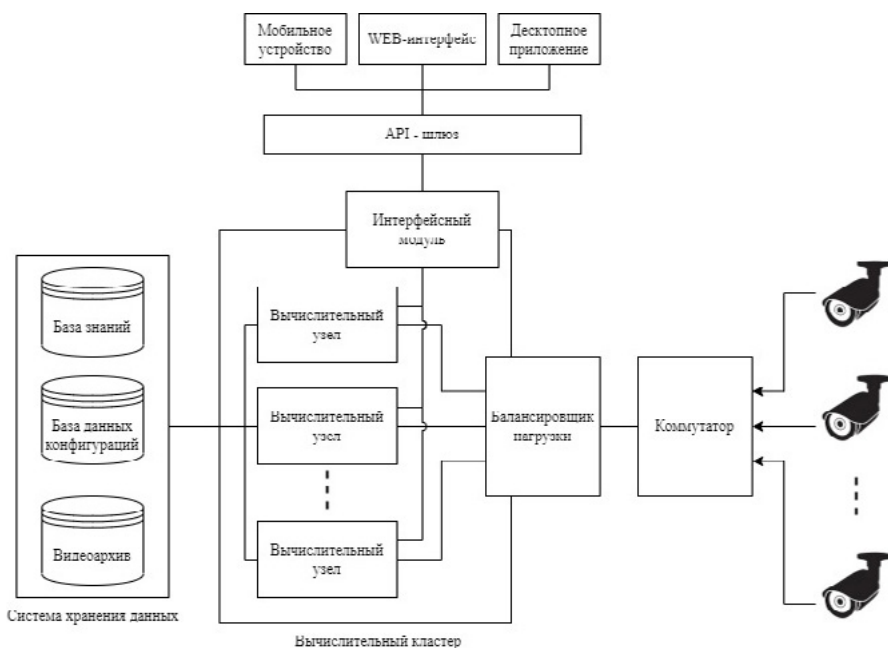 Мобильное
устройство
WEB-интерфейс
Десктопное
приложение
API - шлюз
Интерфейсный
модуль
База знаний
База данных
конфигураций
Видеоархив
Система хранения данных
Вычислительный
узел
Вычислительный
узел
Вычислительный
узел
Вычислительный кластер
Балансировщик
нагрузки
Коммутатор